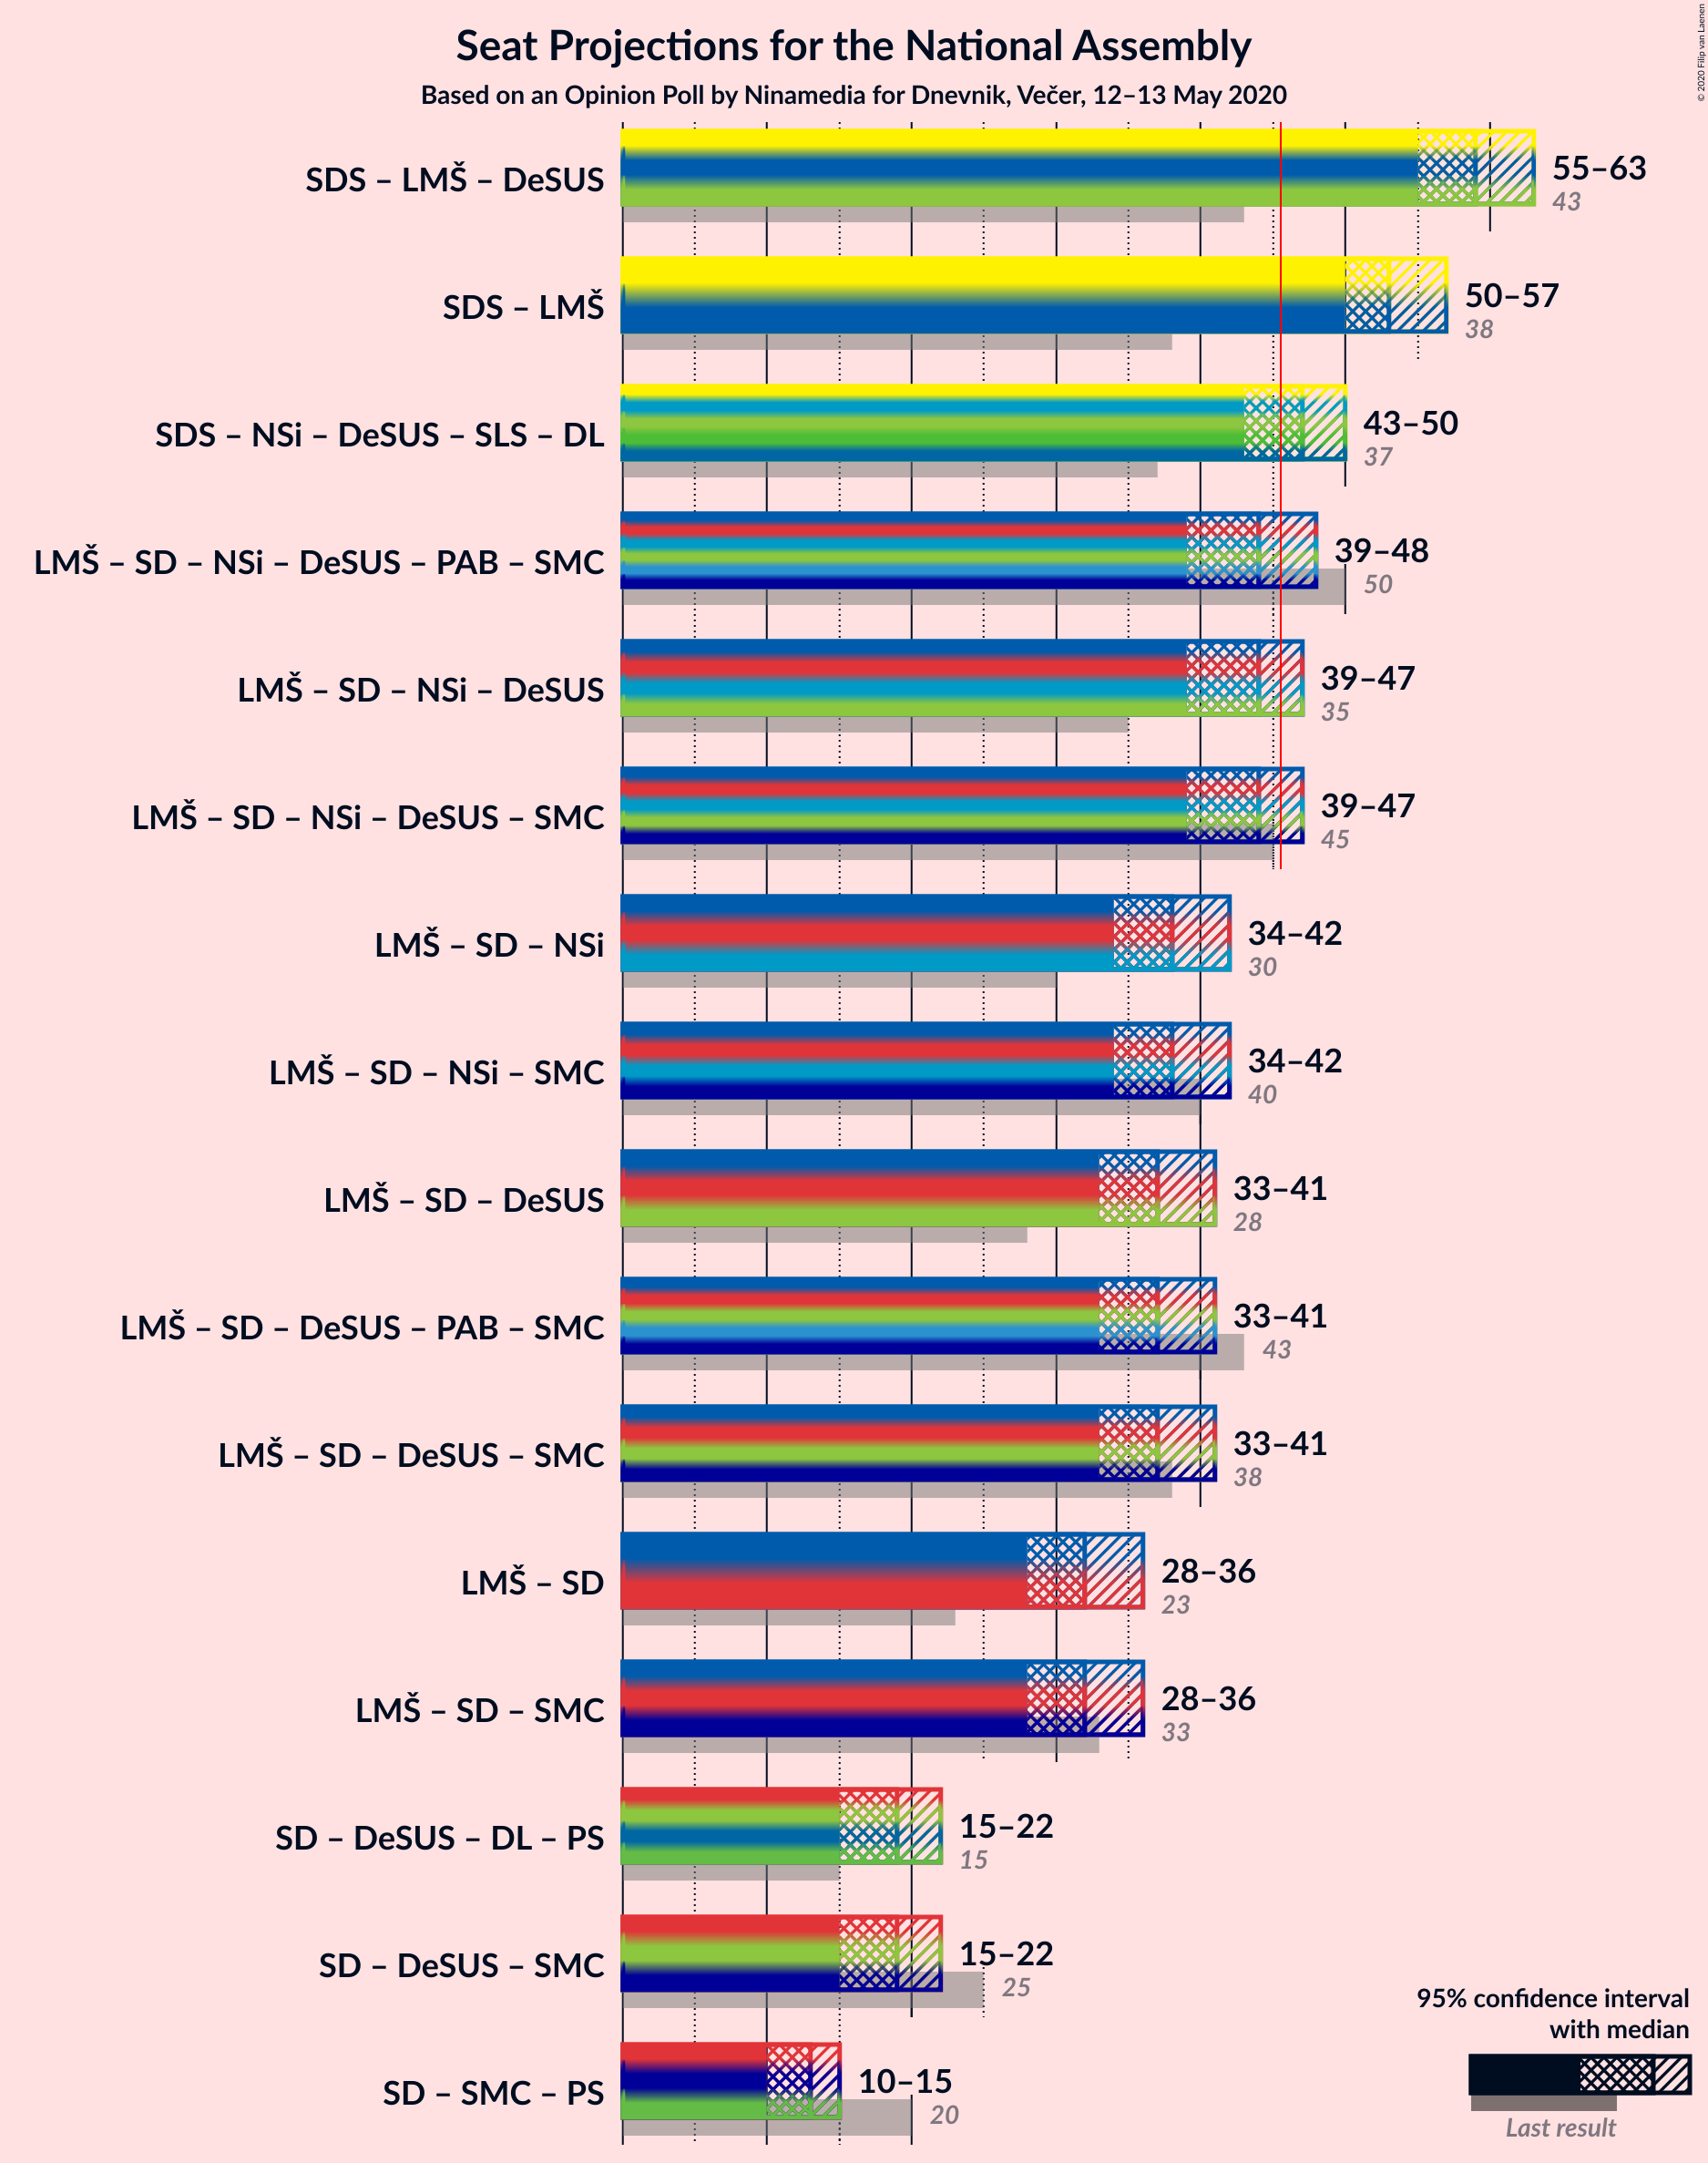 Seat Projections for the National Assembly
Based on an Opinion Poll by Ninamedia for Dnevnik, Večer, 12–13 May 2020
© 2020 Filip van Laenen
SDS – LMŠ – DeSUS
55–63
43
SDS – LMŠ
50–57
38
SDS – NSi – DeSUS – SLS – DL
43–50
37
LMŠ – SD – NSi – DeSUS – PAB – SMC
39–48
50
LMŠ – SD – NSi – DeSUS
39–47
35
LMŠ – SD – NSi – DeSUS – SMC
39–47
45
LMŠ – SD – NSi
34–42
30
LMŠ – SD – NSi – SMC
34–42
40
LMŠ – SD – DeSUS
33–41
28
LMŠ – SD – DeSUS – PAB – SMC
33–41
43
LMŠ – SD – DeSUS – SMC
33–41
38
LMŠ – SD
28–36
23
LMŠ – SD – SMC
28–36
33
SD – DeSUS – DL – PS
15–22
15
SD – DeSUS – SMC
15–22
25
SD – SMC – PS
10–15
20
95% confidence interval
with median
Last result